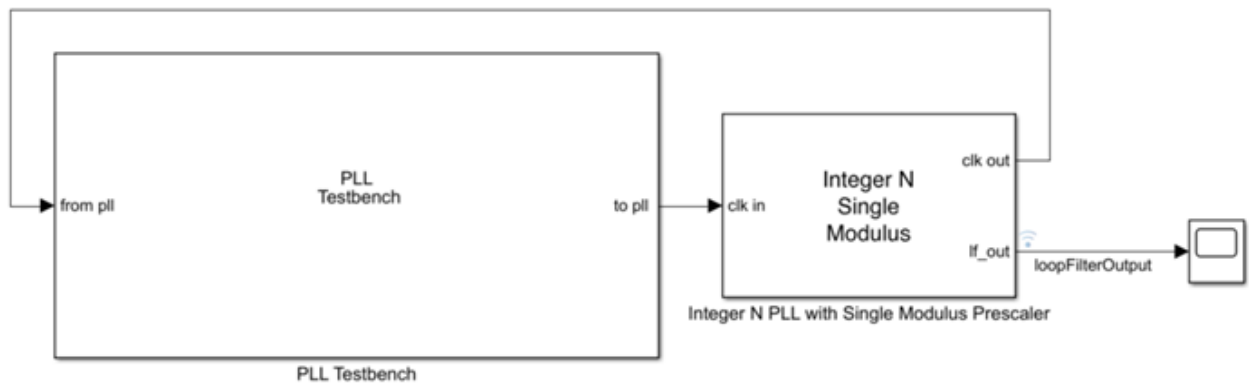 PLL
Testbench
from pll
to pll
PLL Testbench
clk in
Integer N
Single
Modulus
clk out
lf_out
Integer N PLL with Single Modulus Prescaler
loopFilterOutput